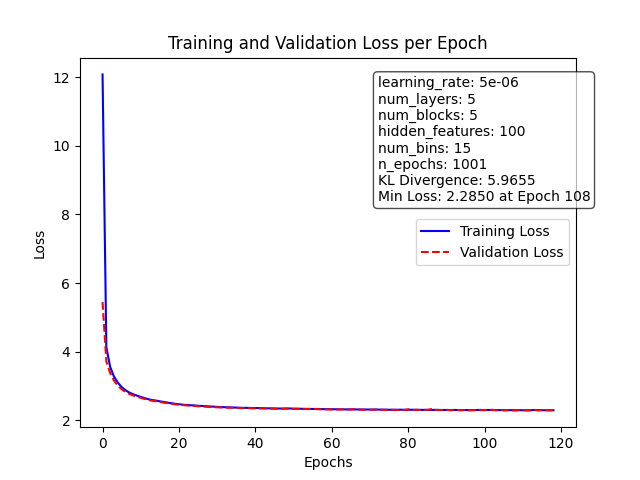 Training and Validation Loss per Epoch
learning_rate: 5e-06
num_layers: 5
num_blocks: 5
hidden_features: 100
num_bins: 15
n_epochs: 1001
KL Divergence: 5.9655
Min Loss: 2.2850 at Epoch 108
Training Loss
Validation Loss
Loss
12
10
8
6
4
2
0
20
40
60
80
100
120
Epochs